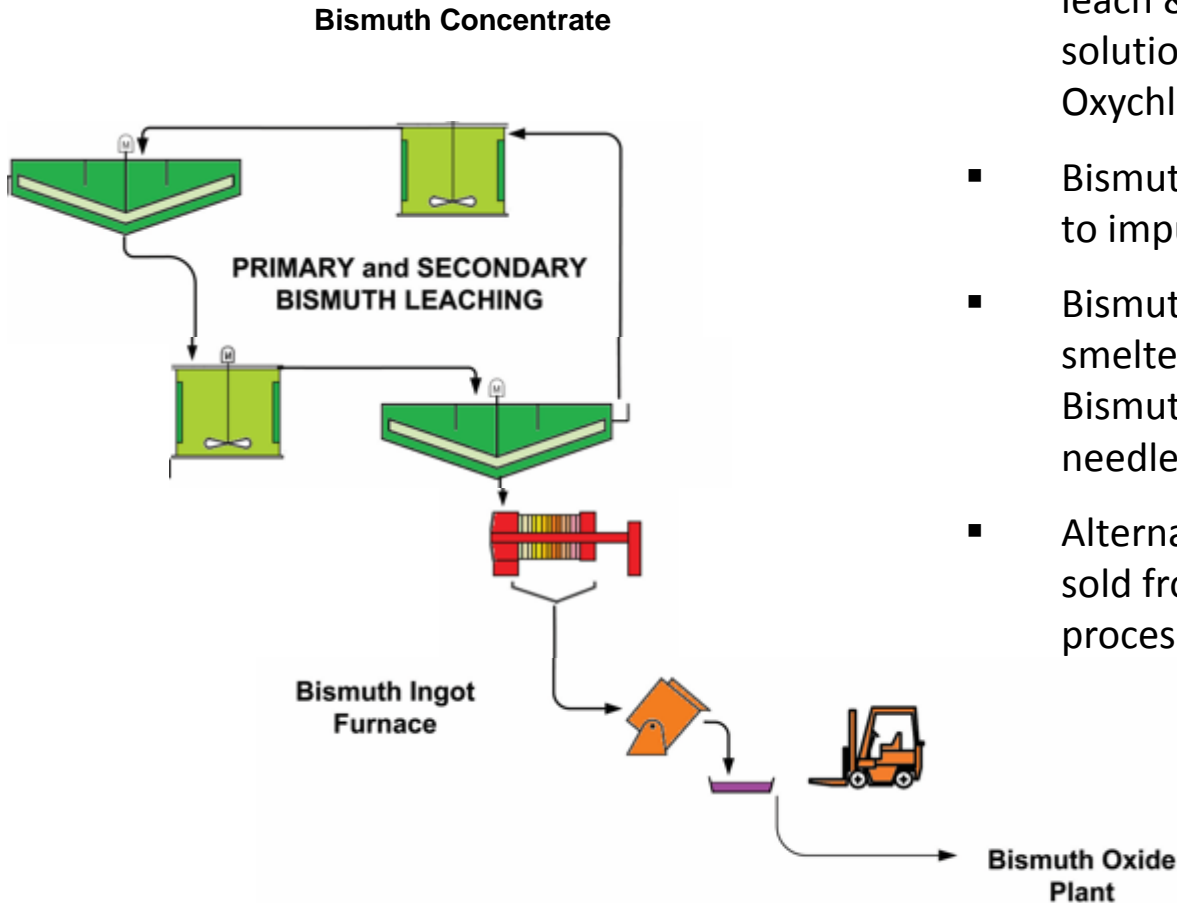 Bismuth Concentrate
M
PRIMARY and SECONDARY
BISMUTH LEACHING
M
M
Bismuth Ingot
Furnace
Bismuth Oxide
Plant
leach &
solutio
Oxychl
▪ Bismut
to impu
▪ Bismut
smelte
Bismut
needle
▪ Alterna
sold fro
proces